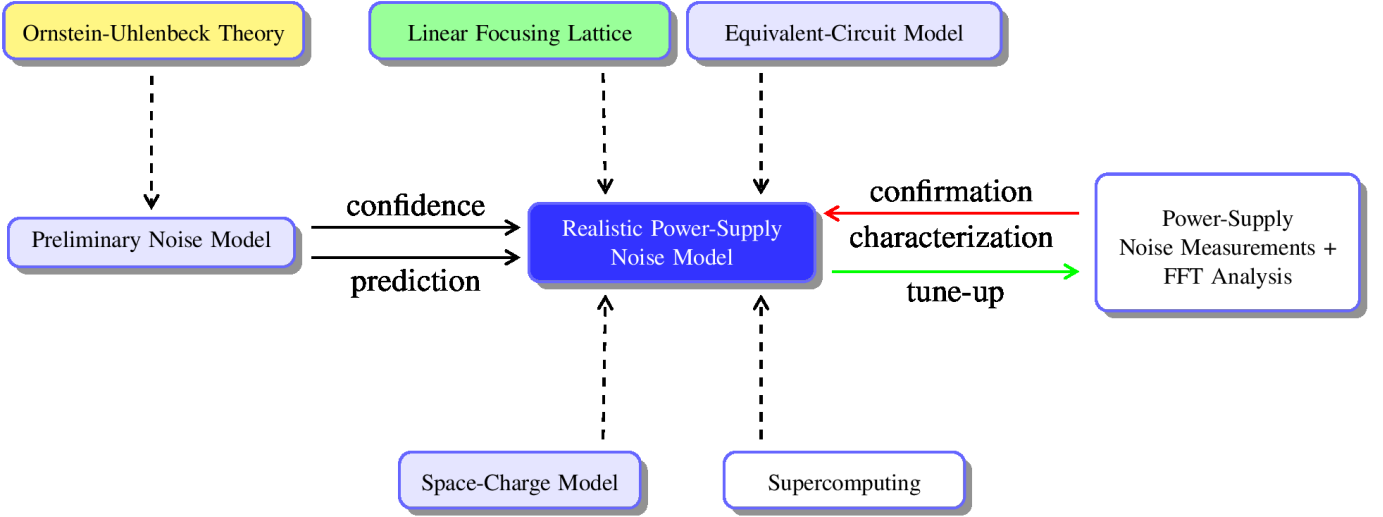 Ornstein-Uhlenbeck Theory
Linear Focusing Lattice
Equivalent-Circuit Model
Preliminary Noise Model
confidence
prediction
Realistic Power-Supply
Noise Model
confirmation
characterization
tune-up
Power-Supply
Noise Measurements +
FFT Analysis
Space-Charge Model
Supercomputing